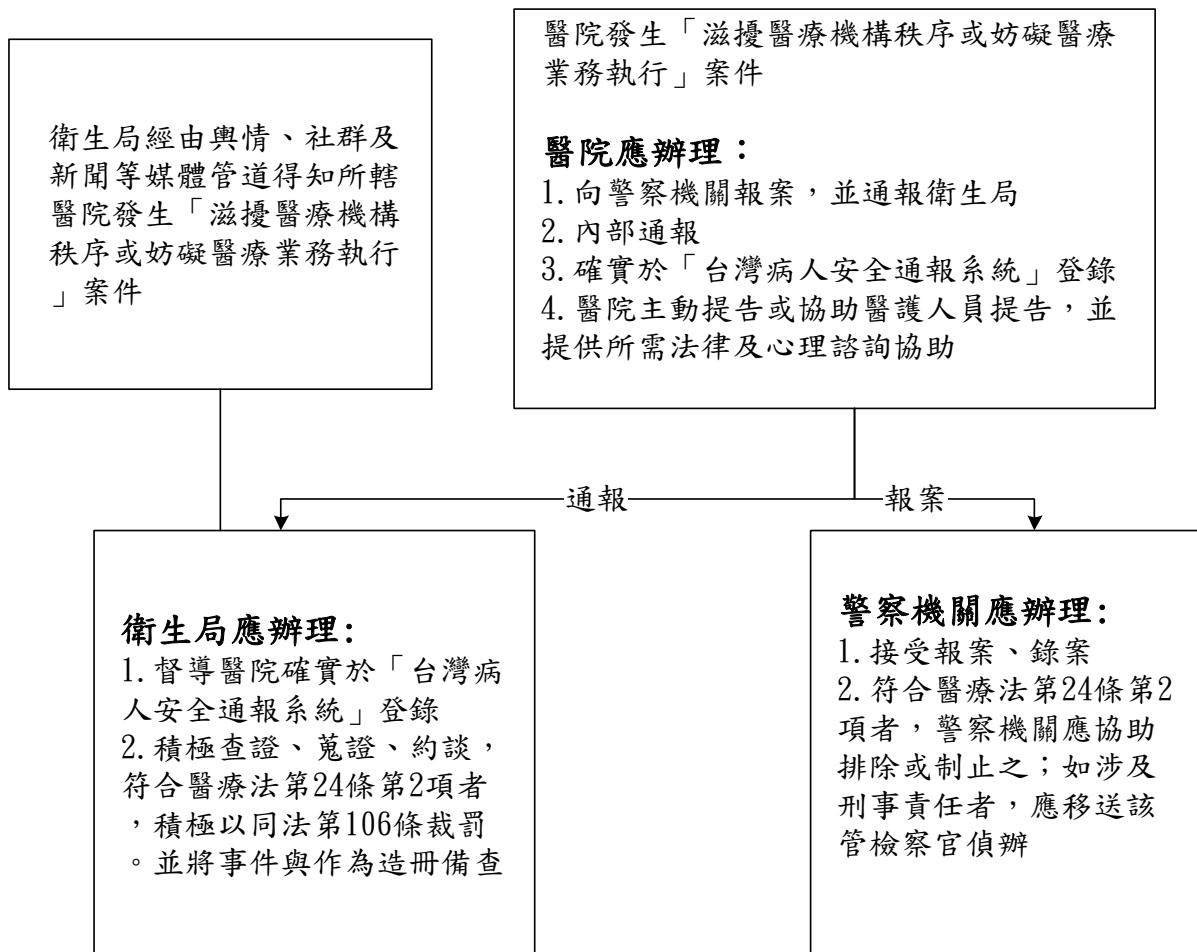 衛生局經由輿情、社群及
新聞等媒體管道得知所轄
醫院發生「滋擾醫療機構
秩序或妨礙醫療業務執行
」案件
醫院發生「滋擾醫療機構秩序或妨礙醫療
業務執行」案件
醫院應辦理：
1.向警察機關報案，並通報衛生局
2.內部通報
3.確實於「台灣病人安全通報系統」登錄
4.醫院主動提告或協助醫護人員提告，並
提供所需法律及心理諮詢協助
通報
報案
衛生局應辦理:
1.督導醫院確實於「台灣病
人安全通報系統」登錄
2.積極查證、蒐證、約談，
符合醫療法第24條第2項者
，積極以同法第106條裁罰
。並將事件與作為造冊備查
警察機關應辦理:
1.接受報案、錄案
2.符合醫療法第24條第2
項者，警察機關應協助
排除或制止之；如涉及
刑事責任者，應移送該
管檢察官偵辦